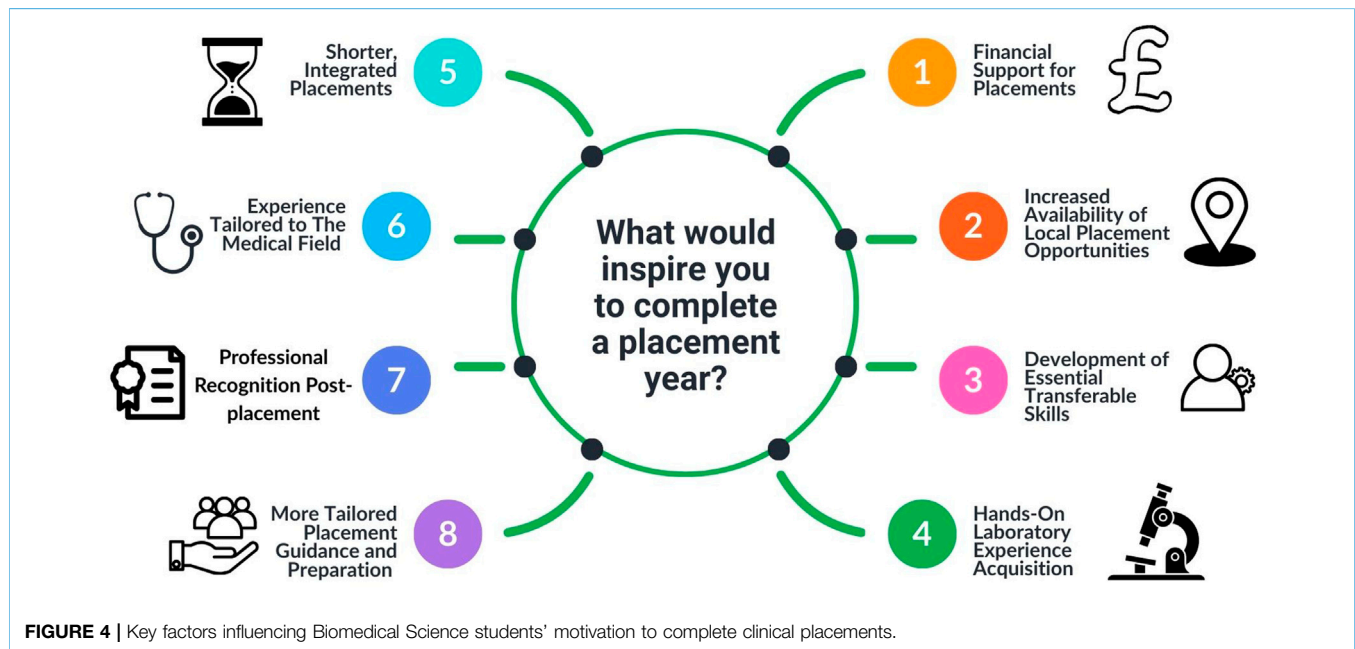 What would
inspire you
to complete
a placement
year?
1
Financial
Support for
Placements
£
2
Increased
Availability of
Local Placement
Opportunities
3
Development of
Essential
Transferable
Skills
4
Hands-On
Laboratory
Experience
Acquisition
5
Shorter,
Integrated
Placements
6
Experience
Tailored to The
Medical Field
7
Professional
Recognition Post-
placement
8
More Tailored
Placement
Guidance and
Preparation
FIGURE 4 | Key factors influencing Biomedical Science students’ motivation to complete clinical placements.